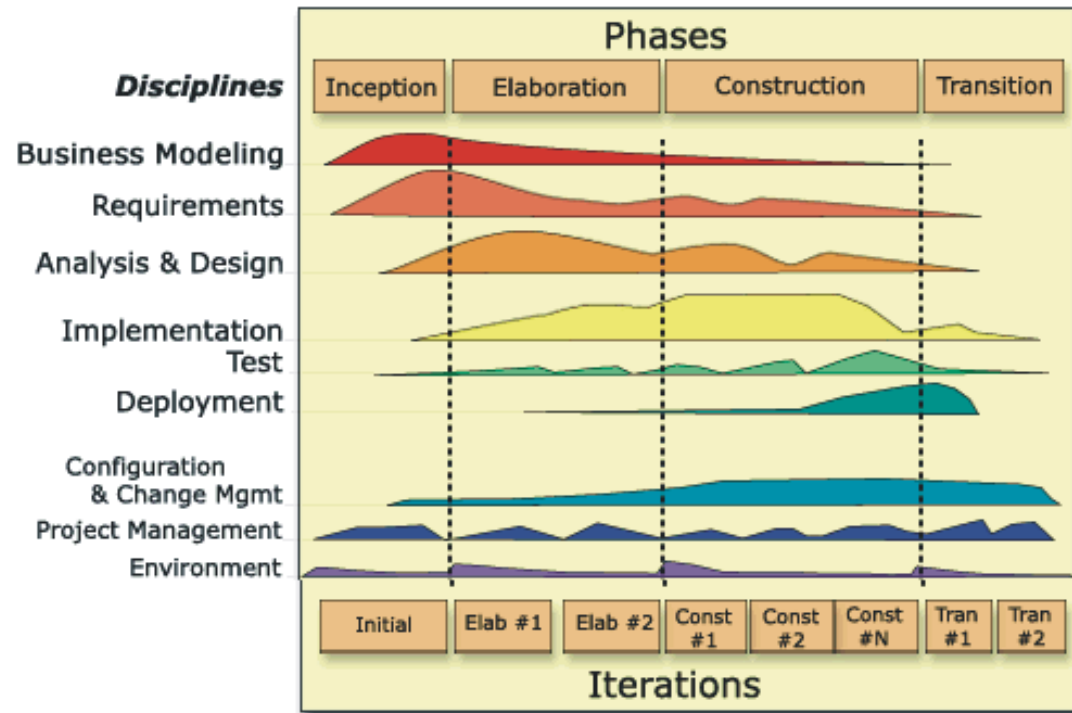 Phases
Disciplines
Inception
Elaboration
Construction
Transition
Business Modeling
Requirements
Analysis & Design
Implementation
Test
Deployment
Configuration
& Change Mgmt
Project Management
Environment
Initial
Elab #1
Elab #2
Const
#1
Const
#2
Const
#N
Tran
#1
Tran
#2
Iterations